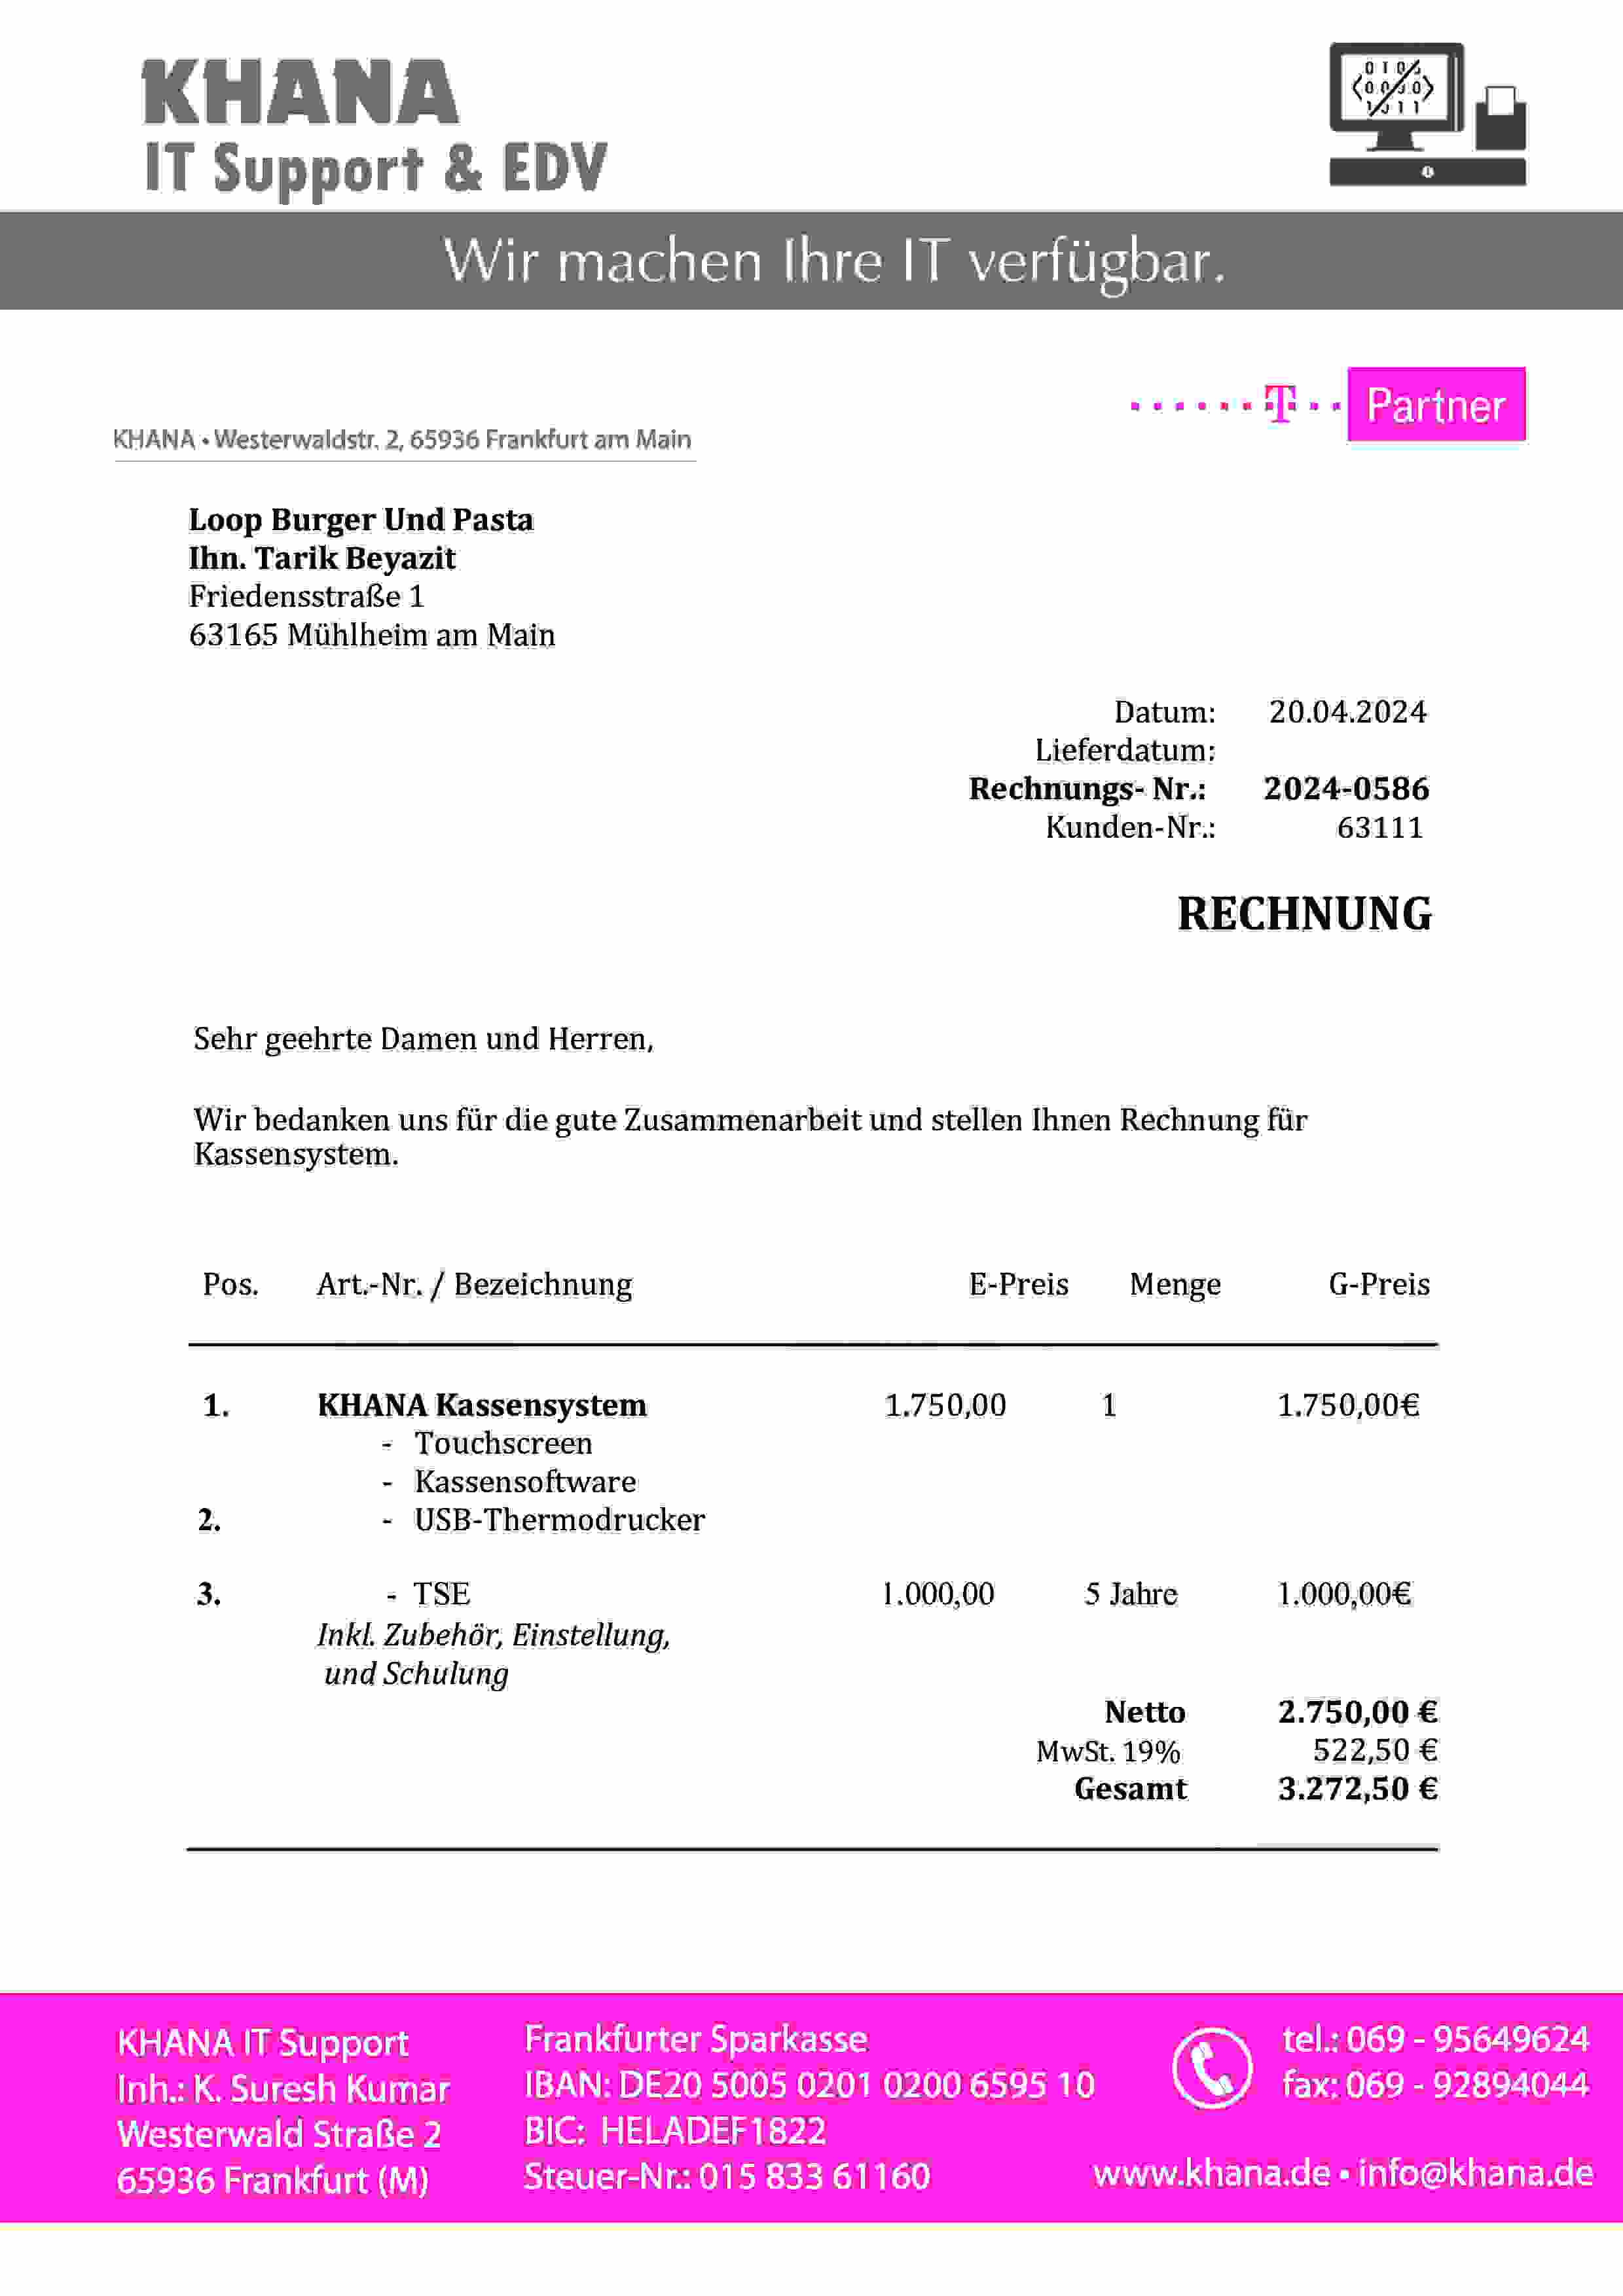 KHANA
IT Support & EDV
Wir machen Ihre IT verfügbar.
T Partner
KHANA • Westerwaldstr. 2, 65936 Frankfurt am Main
Loop Burger Und Pasta
Ihn. Tarik Beyazit
Friedensstraße 1
63165 Mühlheim am Main
Datum: 20.04.2024
Lieferdatum:
Rechnungs- Nr.: 2024-0586
Kunden-Nr.: 63111
RECHNUNG
Sehr geehrte Damen und Herren,
Wir bedanken uns für die gute Zusammenarbeit und stellen Ihnen Rechnung für
Kassensystem.
Pos. Art.-Nr. / Bezeichnung E-Preis Menge G-Preis
1. KHANA Kassensystem 1.750,00 1 1.750,00€
- Touchscreen
- Kassensoftware
2. - USB-Thermodrucker
3. - TSE 1.000,00 5 Jahre 1.000,00€
Inkl. Zubehör, Einstellung,
und Schulung
Netto 2.750,00 €
MwSt. 19% 522,50 €
Gesamt 3.272,50 €
KHANA IT Support
Inh.: K. Suresh Kumar
Westerwald Straße 2
65936 Frankfurt (M)
Frankfurter Sparkasse
IBAN: DE20 5005 0201 0200 6595 10
BIC: HELADEF1822
Steuer-Nr.: 015 833 61160
tel.: 069 - 95649624
fax: 069 - 92894044
www.khana.de • info@khana.de